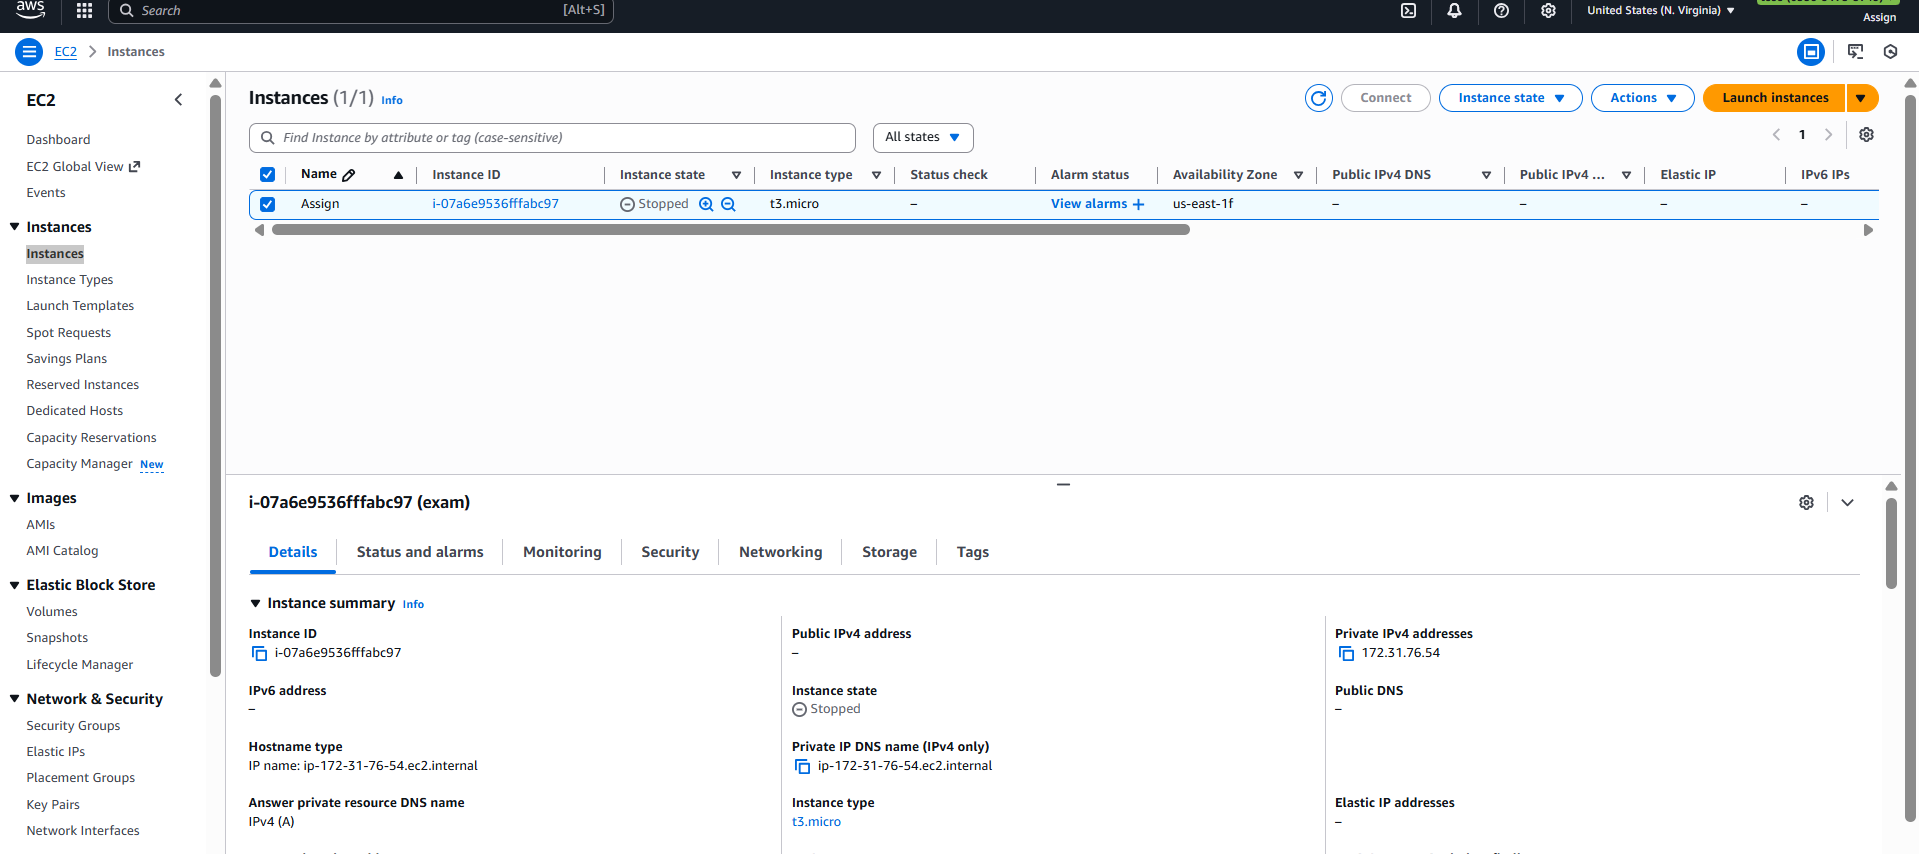 aws
Search
[Alt+S]
United States (N. Virginia)
Assign
EC2
Instances
EC2
Dashboard
EC2 Global View
Events
Instances
Instances
Instance Types
Launch Templates
Spot Requests
Savings Plans
Reserved Instances
Dedicated Hosts
Capacity Reservations
Capacity Manager New
Images
AMIs
AMI Catalog
Elastic Block Store
Volumes
Snapshots
Lifecycle Manager
Network & Security
Security Groups
Elastic IPs
Placement Groups
Key Pairs
Network Interfaces
Instances (1/1) Info
Connect
Instance state
Actions
Launch instances
Find Instance by attribute or tag (case-sensitive)
All states
1
Name Instance ID Instance state Instance type Status check Alarm status Availability Zone Public IPv4 DNS Public IPv4 ... Elastic IP IPv6 IPs
Assign i-07a6e9536fffabc97 Stopped t3.micro – View alarms + us-east-1f – – – –
i-07a6e9536fffabc97 (exam)
Details Status and alarms Monitoring Security Networking Storage Tags
Instance summary Info
Instance ID
i-07a6e9536fffabc97
Public IPv4 address
–
Private IPv4 addresses
172.31.76.54
IPv6 address
–
Instance state
Stopped
Public DNS
–
Hostname type
IP name: ip-172-31-76-54.ec2.internal
Private IP DNS name (IPv4 only)
ip-172-31-76-54.ec2.internal
Answer private resource DNS name
IPv4 (A)
Instance type
t3.micro
Elastic IP addresses
–